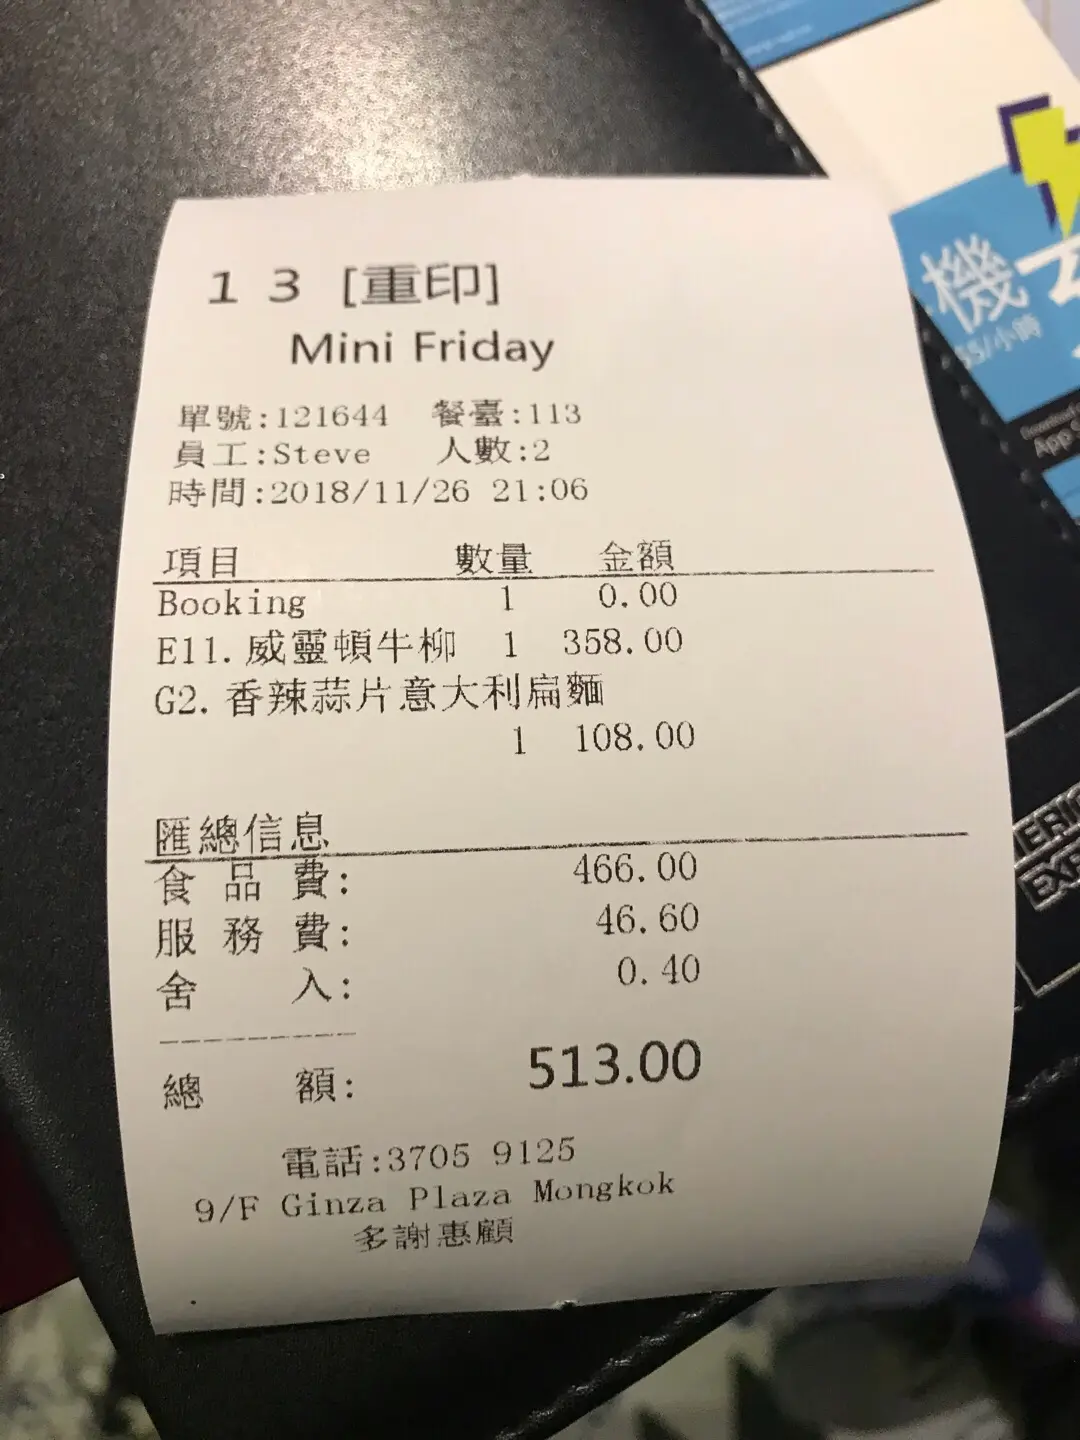 1 3 [重印]
Mini Friday
單號:121644 餐臺:113
員工:Steve 人數:2
時間:2018/11/26 21:06
項目 數量 金額
Booking 1 0.00
E11. 威靈頓牛柳 1 358.00
G2. 香辣蒜片意大利扁麵
1 108.00
匯總信息
食品費: 466.00
服務費: 46.60
舍入: 0.40
總額: 513.00
電話:3705 9125
9/F Ginza Plaza Mongkok
多謝惠顧
機
/小時